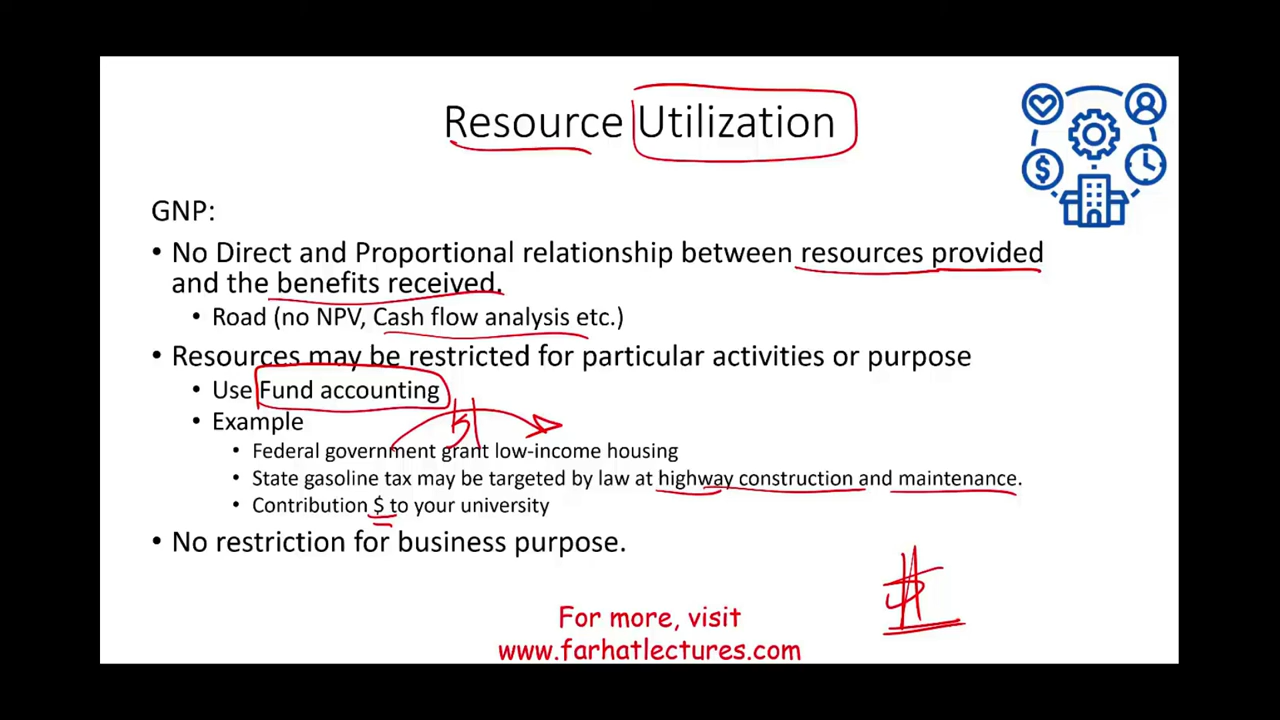 Resource Utilization
GNP:
• No Direct and Proportional relationship between resources provided
and the benefits received.
• Road (no NPV, Cash flow analysis etc.)
• Resources may be restricted for particular activities or purpose
• Use Fund accounting
• Example
• Federal government grant low-income housing
• State gasoline tax may be targeted by law at highway construction and maintenance.
• Contribution $ to your university
• No restriction for business purpose.
$
For more, visit
www.farhatlectures.com